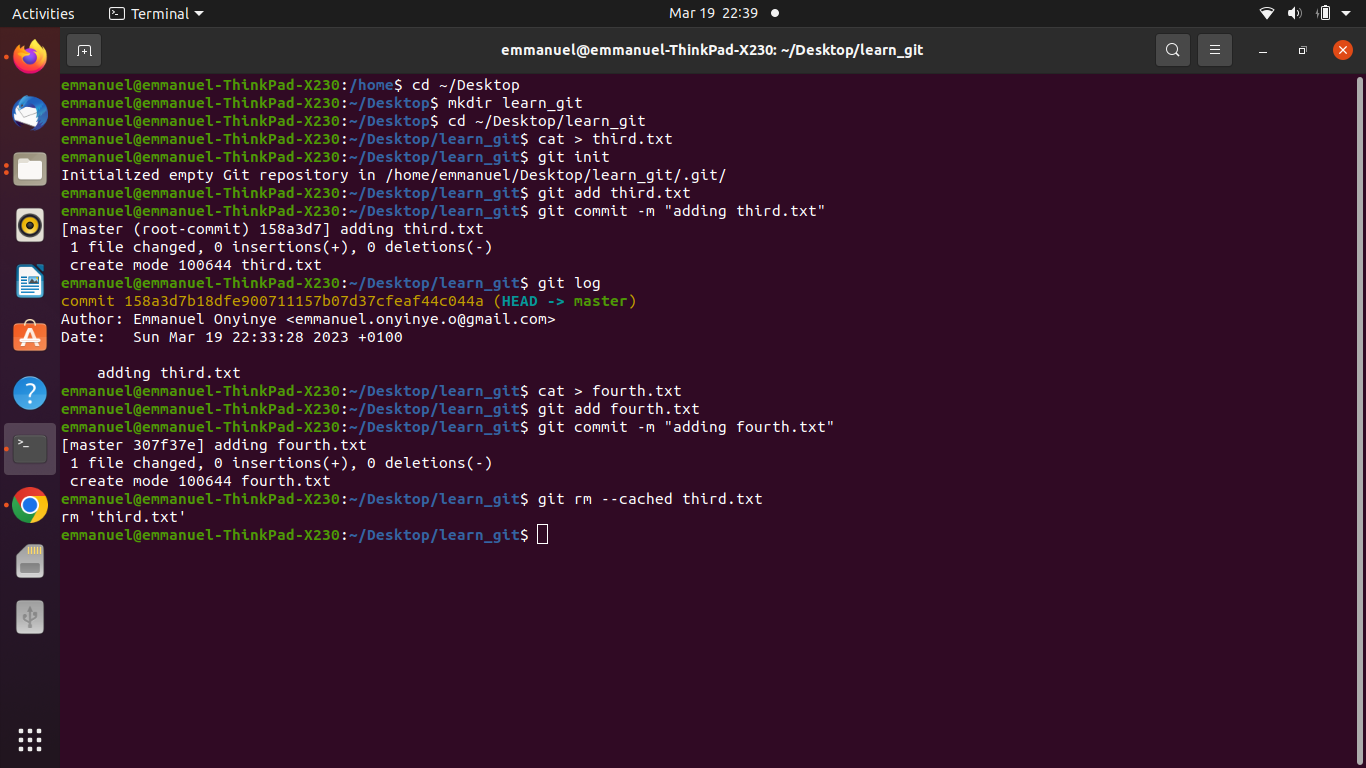 Activities
Terminal
Mar 19 22:39
emmanuel@emmanuel-ThinkPad-X230: ~/Desktop/learn_git
emmanuel@emmanuel-ThinkPad-X230:/home$ cd ~/Desktop
emmanuel@emmanuel-ThinkPad-X230:~/Desktop$ mkdir learn_git
emmanuel@emmanuel-ThinkPad-X230:~/Desktop$ cd ~/Desktop/learn_git
emmanuel@emmanuel-ThinkPad-X230:~/Desktop/learn_git$ cat > third.txt
emmanuel@emmanuel-ThinkPad-X230:~/Desktop/learn_git$ git init
Initialized empty Git repository in /home/emmanuel/Desktop/learn_git/.git/
emmanuel@emmanuel-ThinkPad-X230:~/Desktop/learn_git$ git add third.txt
emmanuel@emmanuel-ThinkPad-X230:~/Desktop/learn_git$ git commit -m "adding third.txt"
[master (root-commit) 158a3d7] adding third.txt
 1 file changed, 0 insertions(+), 0 deletions(-)
 create mode 100644 third.txt
emmanuel@emmanuel-ThinkPad-X230:~/Desktop/learn_git$ git log
commit 158a3d7b18dfe900711157b07d37cfeaf44c044a (HEAD -> master)
Author: Emmanuel Onyinye <emmanuel.onyinye.o@gmail.com>
Date:   Sun Mar 19 22:33:28 2023 +0100
    adding third.txt
emmanuel@emmanuel-ThinkPad-X230:~/Desktop/learn_git$ cat > fourth.txt
emmanuel@emmanuel-ThinkPad-X230:~/Desktop/learn_git$ git add fourth.txt
emmanuel@emmanuel-ThinkPad-X230:~/Desktop/learn_git$ git commit -m "adding fourth.txt"
[master 307f37e] adding fourth.txt
 1 file changed, 0 insertions(+), 0 deletions(-)
 create mode 100644 fourth.txt
emmanuel@emmanuel-ThinkPad-X230:~/Desktop/learn_git$ git rm --cached third.txt
rm 'third.txt'
emmanuel@emmanuel-ThinkPad-X230:~/Desktop/learn_git$